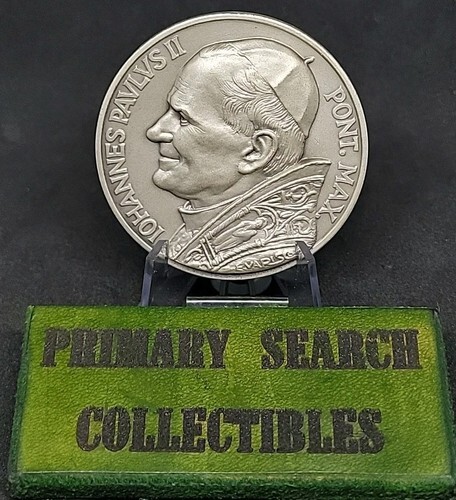 IOHANNES PAVLVS II
PONT. MAX
PRIMARY SEARCH
COLLECTIBLES